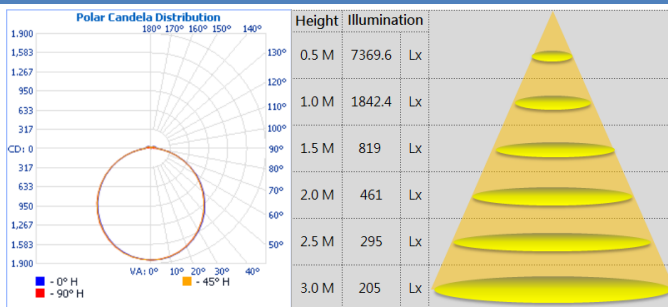 Polar Candela Distribution
180° 170° 160° 150° 140°
130°
120°
110°
100°
90°
80°
70°
60°
50°
VA: 0° 10° 20° 30° 40°
1.900
1,583
1.267
950
633
317
CD: 0
317
633
950
1,267
1.583
1.900
- 0° H
- 90° H
- 45° H
Height Illumination
0.5 M 7369.6 Lx
1.0 M 1842.4 Lx
1.5 M 819 Lx
2.0 M 461 Lx
2.5 M 295 Lx
3.0 M 205 Lx